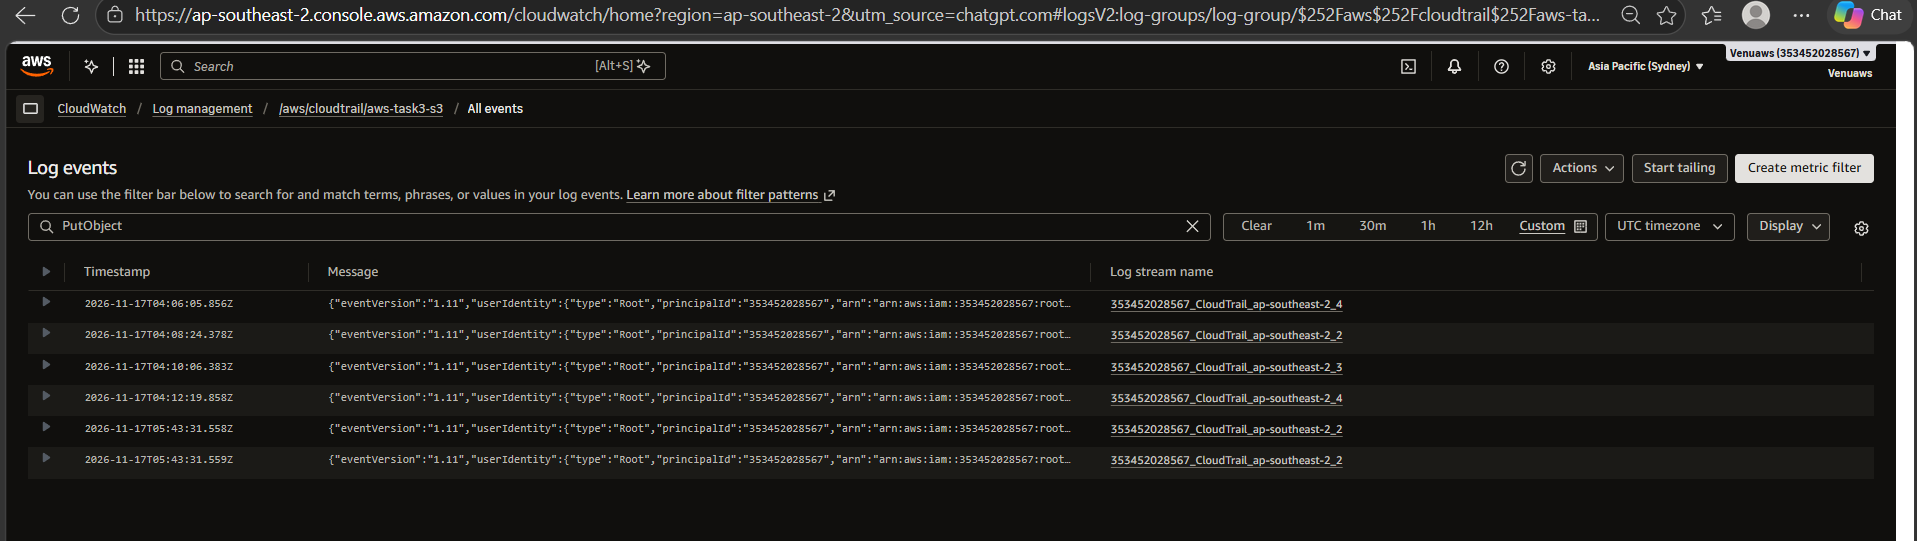 https://ap-southeast-2.console.aws.amazon.com/cloudwatch/home?region=ap-southeast-2&utm_source=chatgpt.com#logsV2:log-groups/log-group/$252Faws$252Fcloudtrail$252Faws-ta... Chat
aws Search [Alt+S] Asia Pacific (Sydney) Venuaws (353452028567)
Venuaws
CloudWatch / Log management / /aws/cloudtrail/aws-task3-s3 / All events
Log events Actions Start tailing Create metric filter
You can use the filter bar below to search for and match terms, phrases, or values in your log events. Learn more about filter patterns
PutObject Clear 1m 30m 1h 12h Custom UTC timezone Display
Timestamp Message Log stream name
2026-11-17T04:06:05.856Z {"eventVersion":"1.11","userIdentity":{"type":"Root","principalId":"353452028567","arn":"arn:aws:iam::353452028567:root… 353452028567_CloudTrail_ap-southeast-2_4
2026-11-17T04:08:24.378Z {"eventVersion":"1.11","userIdentity":{"type":"Root","principalId":"353452028567","arn":"arn:aws:iam::353452028567:root… 353452028567_CloudTrail_ap-southeast-2_2
2026-11-17T04:10:06.383Z {"eventVersion":"1.11","userIdentity":{"type":"Root","principalId":"353452028567","arn":"arn:aws:iam::353452028567:root… 353452028567_CloudTrail_ap-southeast-2_3
2026-11-17T04:12:19.858Z {"eventVersion":"1.11","userIdentity":{"type":"Root","principalId":"353452028567","arn":"arn:aws:iam::353452028567:root… 353452028567_CloudTrail_ap-southeast-2_4
2026-11-17T05:43:31.558Z {"eventVersion":"1.11","userIdentity":{"type":"Root","principalId":"353452028567","arn":"arn:aws:iam::353452028567:root… 353452028567_CloudTrail_ap-southeast-2_2
2026-11-17T05:43:31.559Z {"eventVersion":"1.11","userIdentity":{"type":"Root","principalId":"353452028567","arn":"arn:aws:iam::353452028567:root… 353452028567_CloudTrail_ap-southeast-2_2